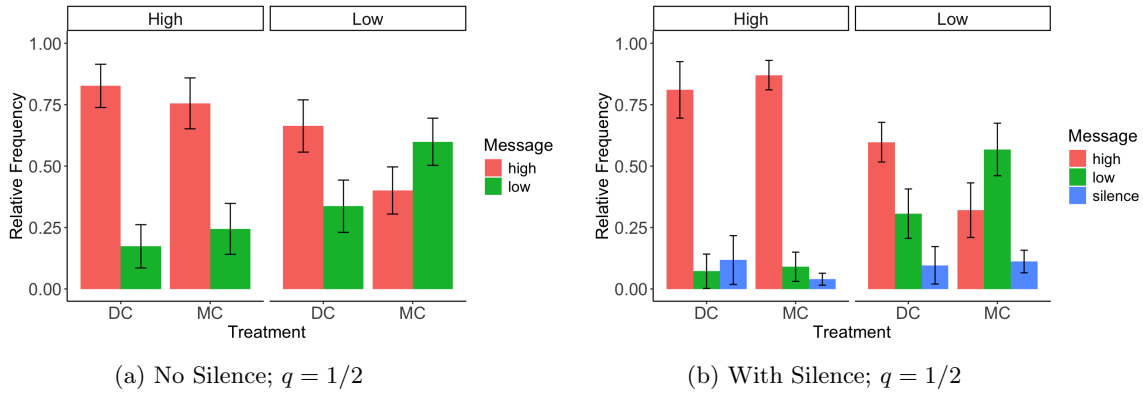 High Low
1.00
0.75
0.50
0.25
0.00
Relative Frequency
DC MC DC MC
Treatment
Message
high
low
(a) No Silence; q = 1/2
High Low
1.00
0.75
0.50
0.25
0.00
Relative Frequency
DC MC DC MC
Treatment
Message
high
low
silence
(b) With Silence; q = 1/2